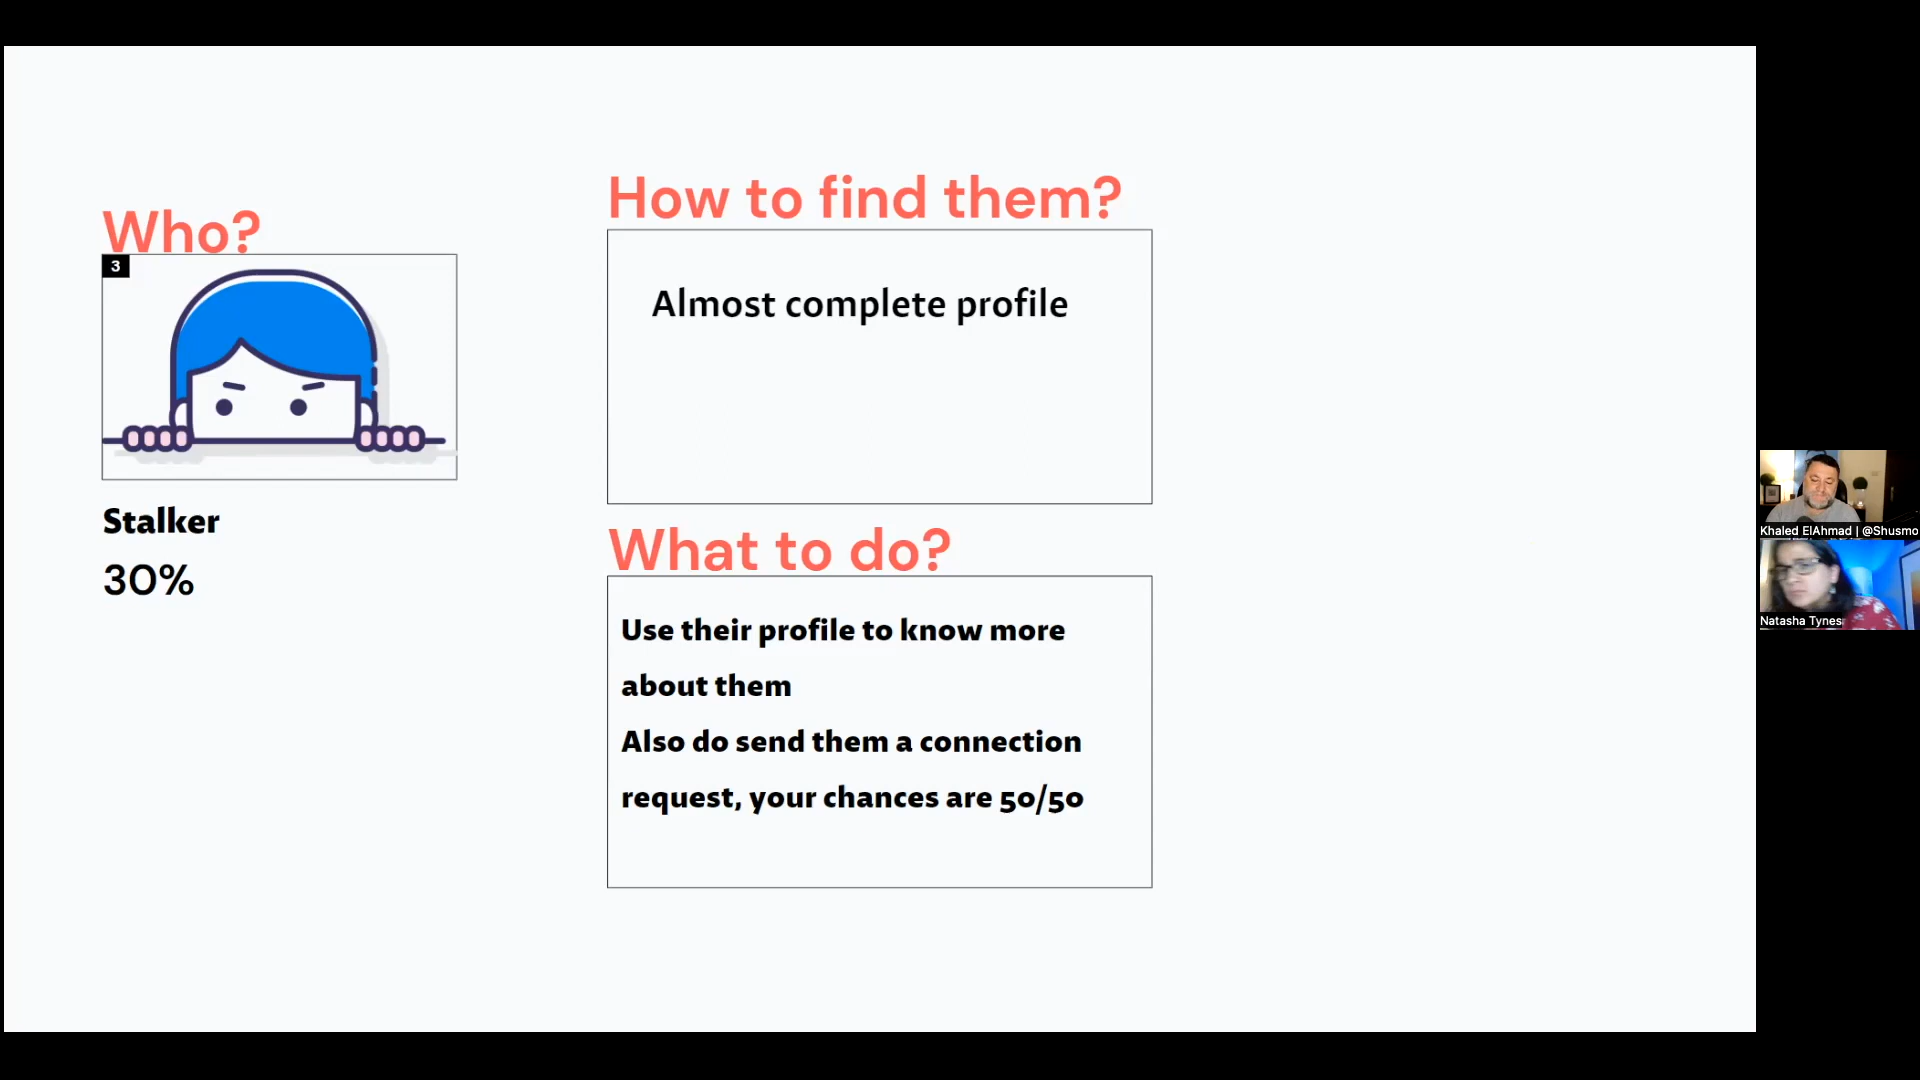 Who?
3
Stalker
30%
How to find them?
Almost complete profile
What to do?
Use their profile to know more
about them
Also do send them a connection
request, your chances are 50/50
Khaled ElAhmad | @Shusmo
Natasha Tynes